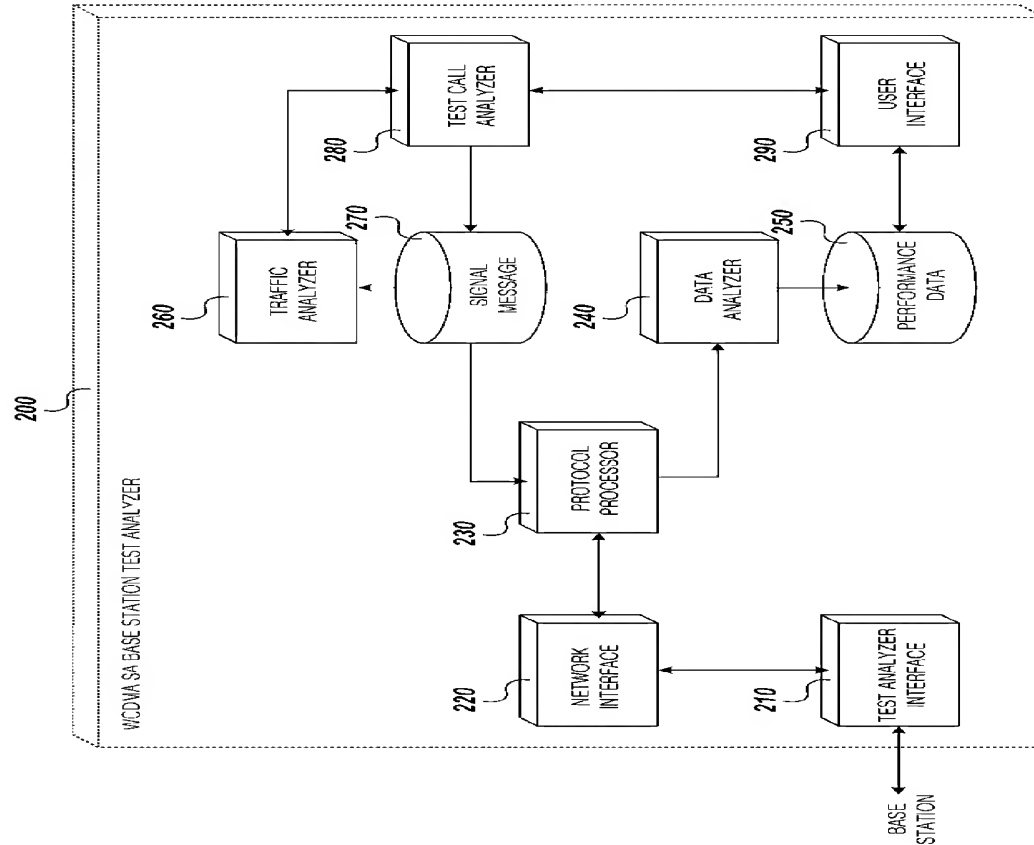 200
WCDMA SA BASE STATION TEST ANALYZER
260
TRAFFIC
ANALYZER
280
TEST CALL
ANALYZER
270
SIGNAL
MESSAGE
220
NETWORK
INTERFACE
230
PROTOCOL
PROCESSOR
240
DATA
ANALYZER
BASE
STATION
210
TEST ANALYZER
INTERFACE
250
PERFORMANCE
DATA
290
USER
INTERFACE